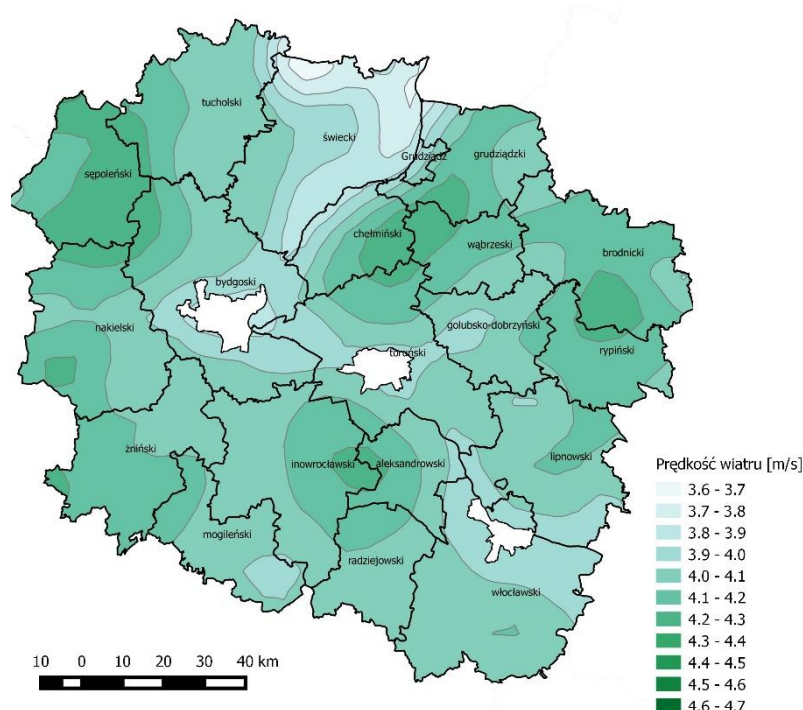 tucholski
świecki
Grudziądz
grudziądzki
sępoleński
chełmiński
wąbrzeski
brodnicki
bydgoski
nakielski
golubsko-dobrzyński
toruński
rypiński
żniński
inowrocławski
aleksandrowski
lipnowski
mogileński
radziejowski
włocławski
Prędkość wiatru [m/s]
3.6 - 3.7
3.7 - 3.8
3.8 - 3.9
3.9 - 4.0
4.0 - 4.1
4.1 - 4.2
4.2 - 4.3
4.3 - 4.4
4.4 - 4.5
4.5 - 4.6
4.6 - 4.7
10 0 10 20 30 40 km